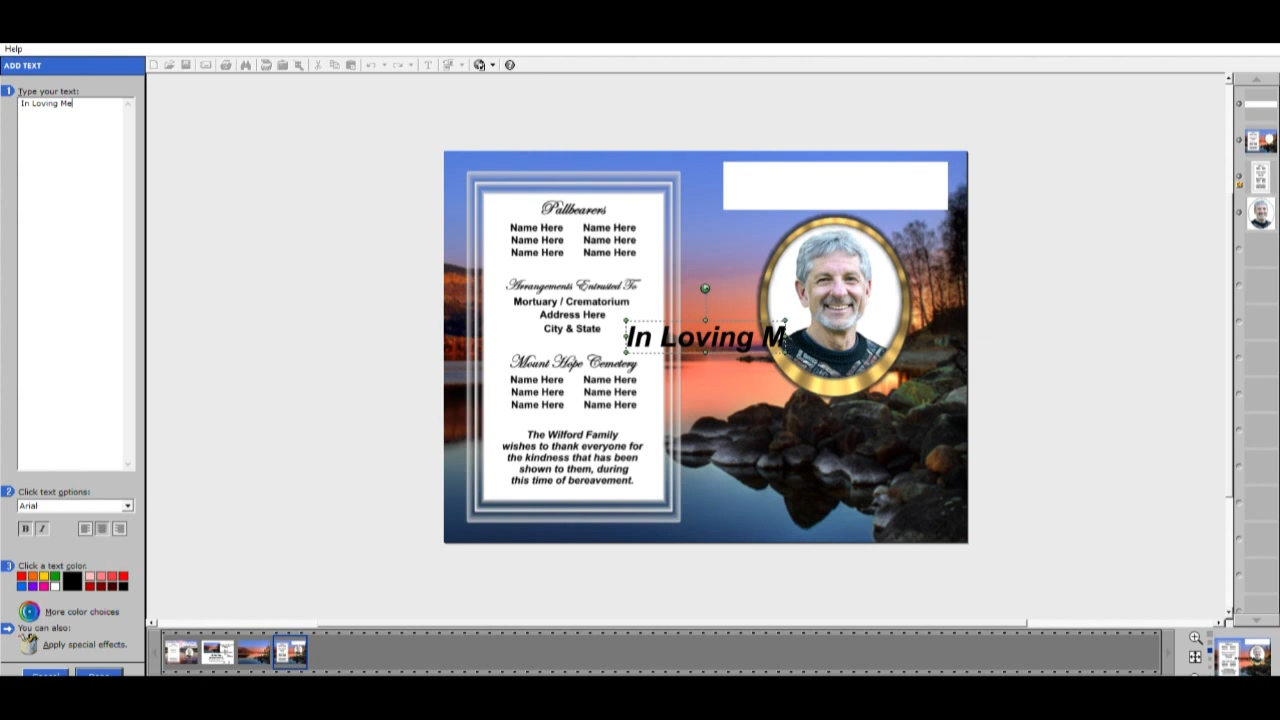 Help
ADD TEXT
1 Type your text:
In Loving Me
2 Click text options:
Arial
B I
3 Click a text color.
More color choices
You can also:
Apply special effects.
Pallbearers
Name Here Name Here
Name Here Name Here
Name Here Name Here
Arrangements Entrusted To
Mortuary / Crematorium
Address Here
City & State
In Loving M
Mount Hope Cemetery
Name Here Name Here
Name Here Name Here
Name Here Name Here
The Wilford Family
wishes to thank everyone for
the kindness that has been
shown to them, during
this time of bereavement.